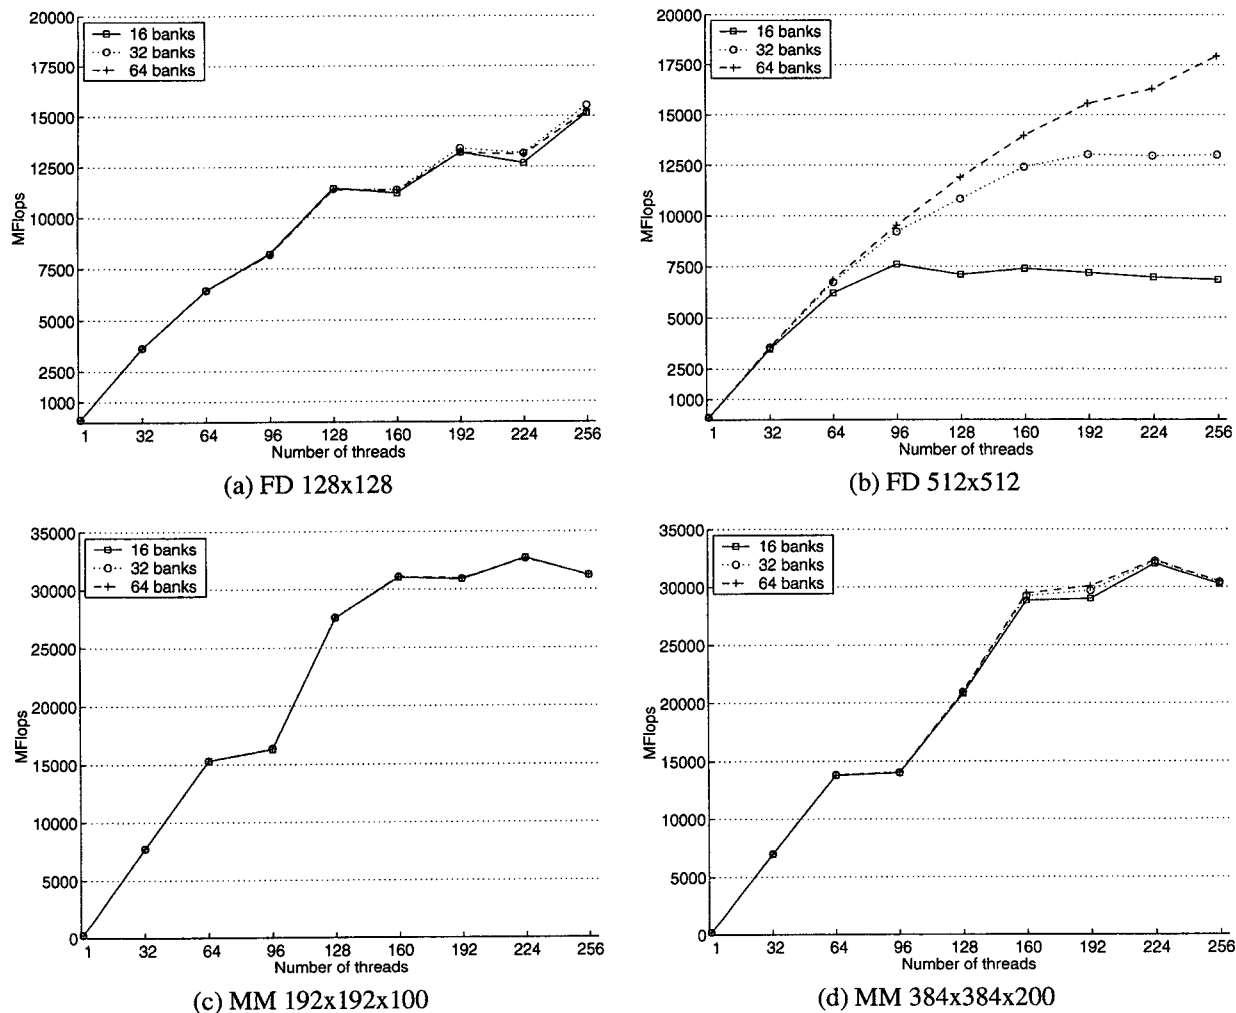 20000
17500
15000
12500
10000
7500
5000
2500
1000
MFlops
16 banks
32 banks
64 banks
1 32 64 96 128 160 192 224 256
Number of threads
(a) FD 128x128
20000
17500
15000
12500
10000
7500
5000
2500
1000
MFlops
16 banks
32 banks
64 banks
1 32 64 96 128 160 192 224 256
Number of threads
(b) FD 512x512
35000
30000
25000
20000
15000
10000
5000
0
MFlops
16 banks
32 banks
64 banks
1 32 64 96 128 160 192 224 256
Number of threads
(c) MM 192x192x100
35000
30000
25000
20000
15000
10000
5000
0
MFlops
16 banks
32 banks
64 banks
1 32 64 96 128 160 192 224 256
Number of threads
(d) MM 384x384x200